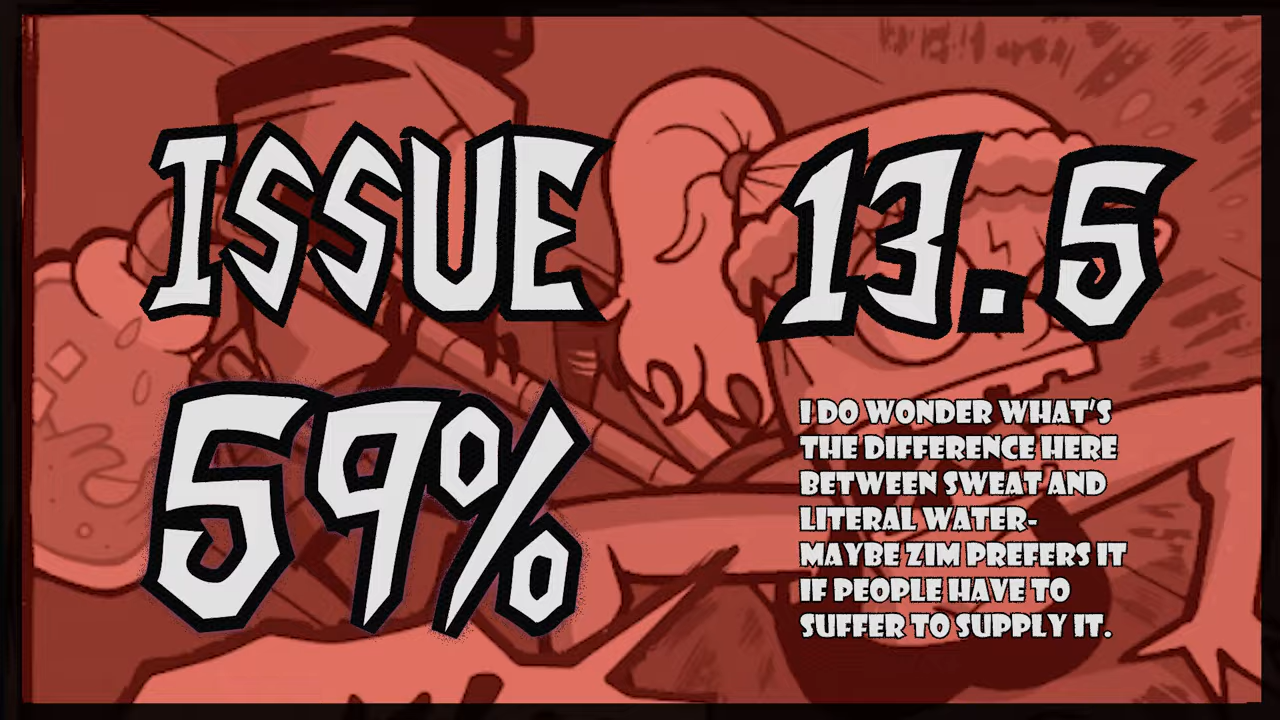 ISSUE 13.5
59%
I DO WONDER WHAT'S
THE DIFFERENCE HERE
BETWEEN SWEAT AND
LITERAL WATER-
MAYBE ZIM PREFERS IT
IF PEOPLE HAVE TO
SUFFER TO SUPPLY IT.